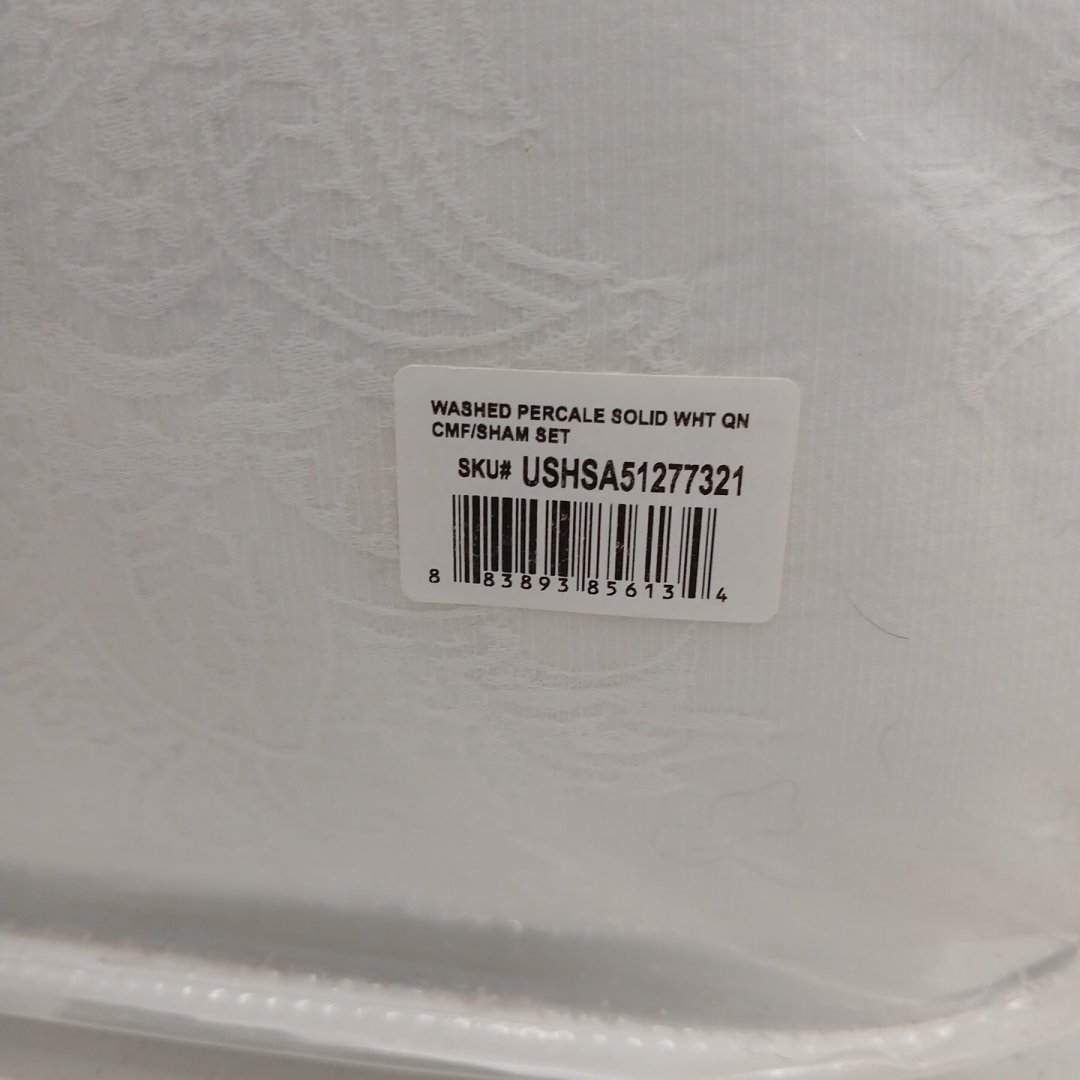 WASHED PERCALE SOLID WHT QN
CMF/SHAM SET
SKU# USHSA51277321
8 83893 85613 4